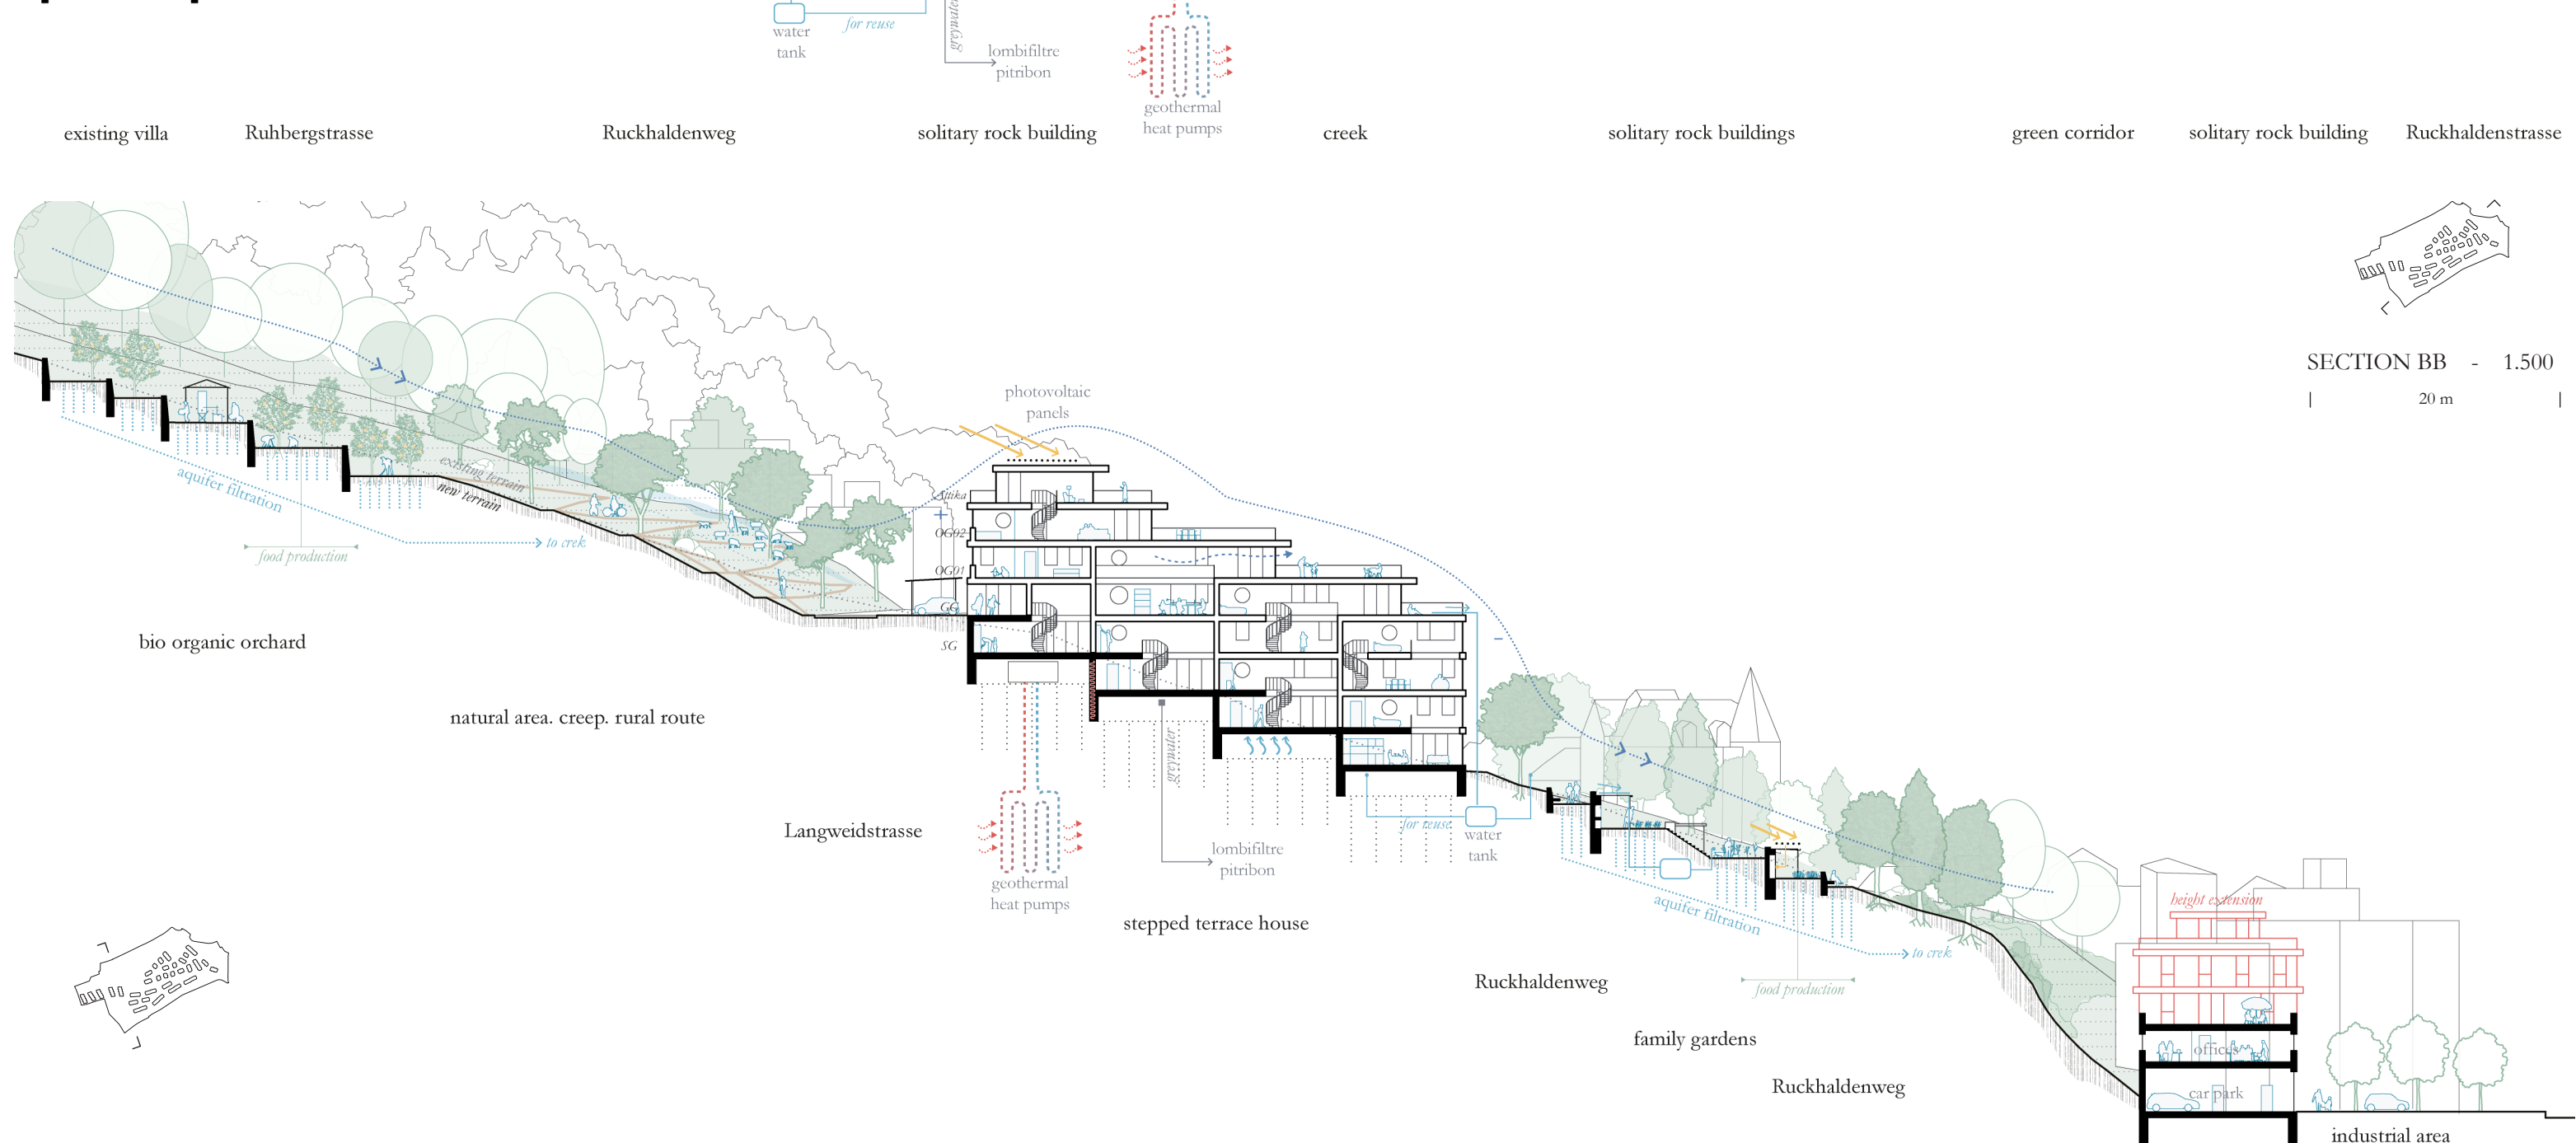 for reuse
water
tank
greywater
lombifiltre
pitribon
geothermal
heat pumps
existing villa
Ruhbergstrasse
Ruckhaldenweg
solitary rock building
creek
solitary rock buildings
green corridor
solitary rock building
Ruckhaldenstrasse
SECTION BB - 1.500
20 m
photovoltaic
panels
existing terrain
new terrain
aquifer filtration
to crek
food production
Attika
OG02
OG01
GG
SG
bio organic orchard
natural area. creep. rural route
greywater
Langweidstrasse
for reuse
water
tank
lombifiltre
pitribon
geothermal
heat pumps
stepped terrace house
aquifer filtration
to crek
food production
height extension
Ruckhaldenweg
family gardens
offices
Ruckhaldenweg
car park
industrial area